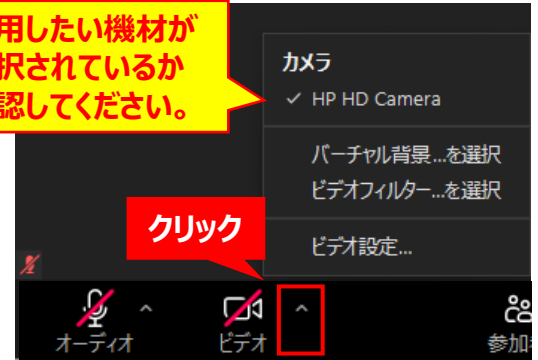 用したい機材が
択されているか
認してください。
カメラ
✓ HP HD Camera
バーチャル背景...を選択
ビデオフィルター...を選択
ビデオ設定...
クリック
オーディオ
ビデオ
参加